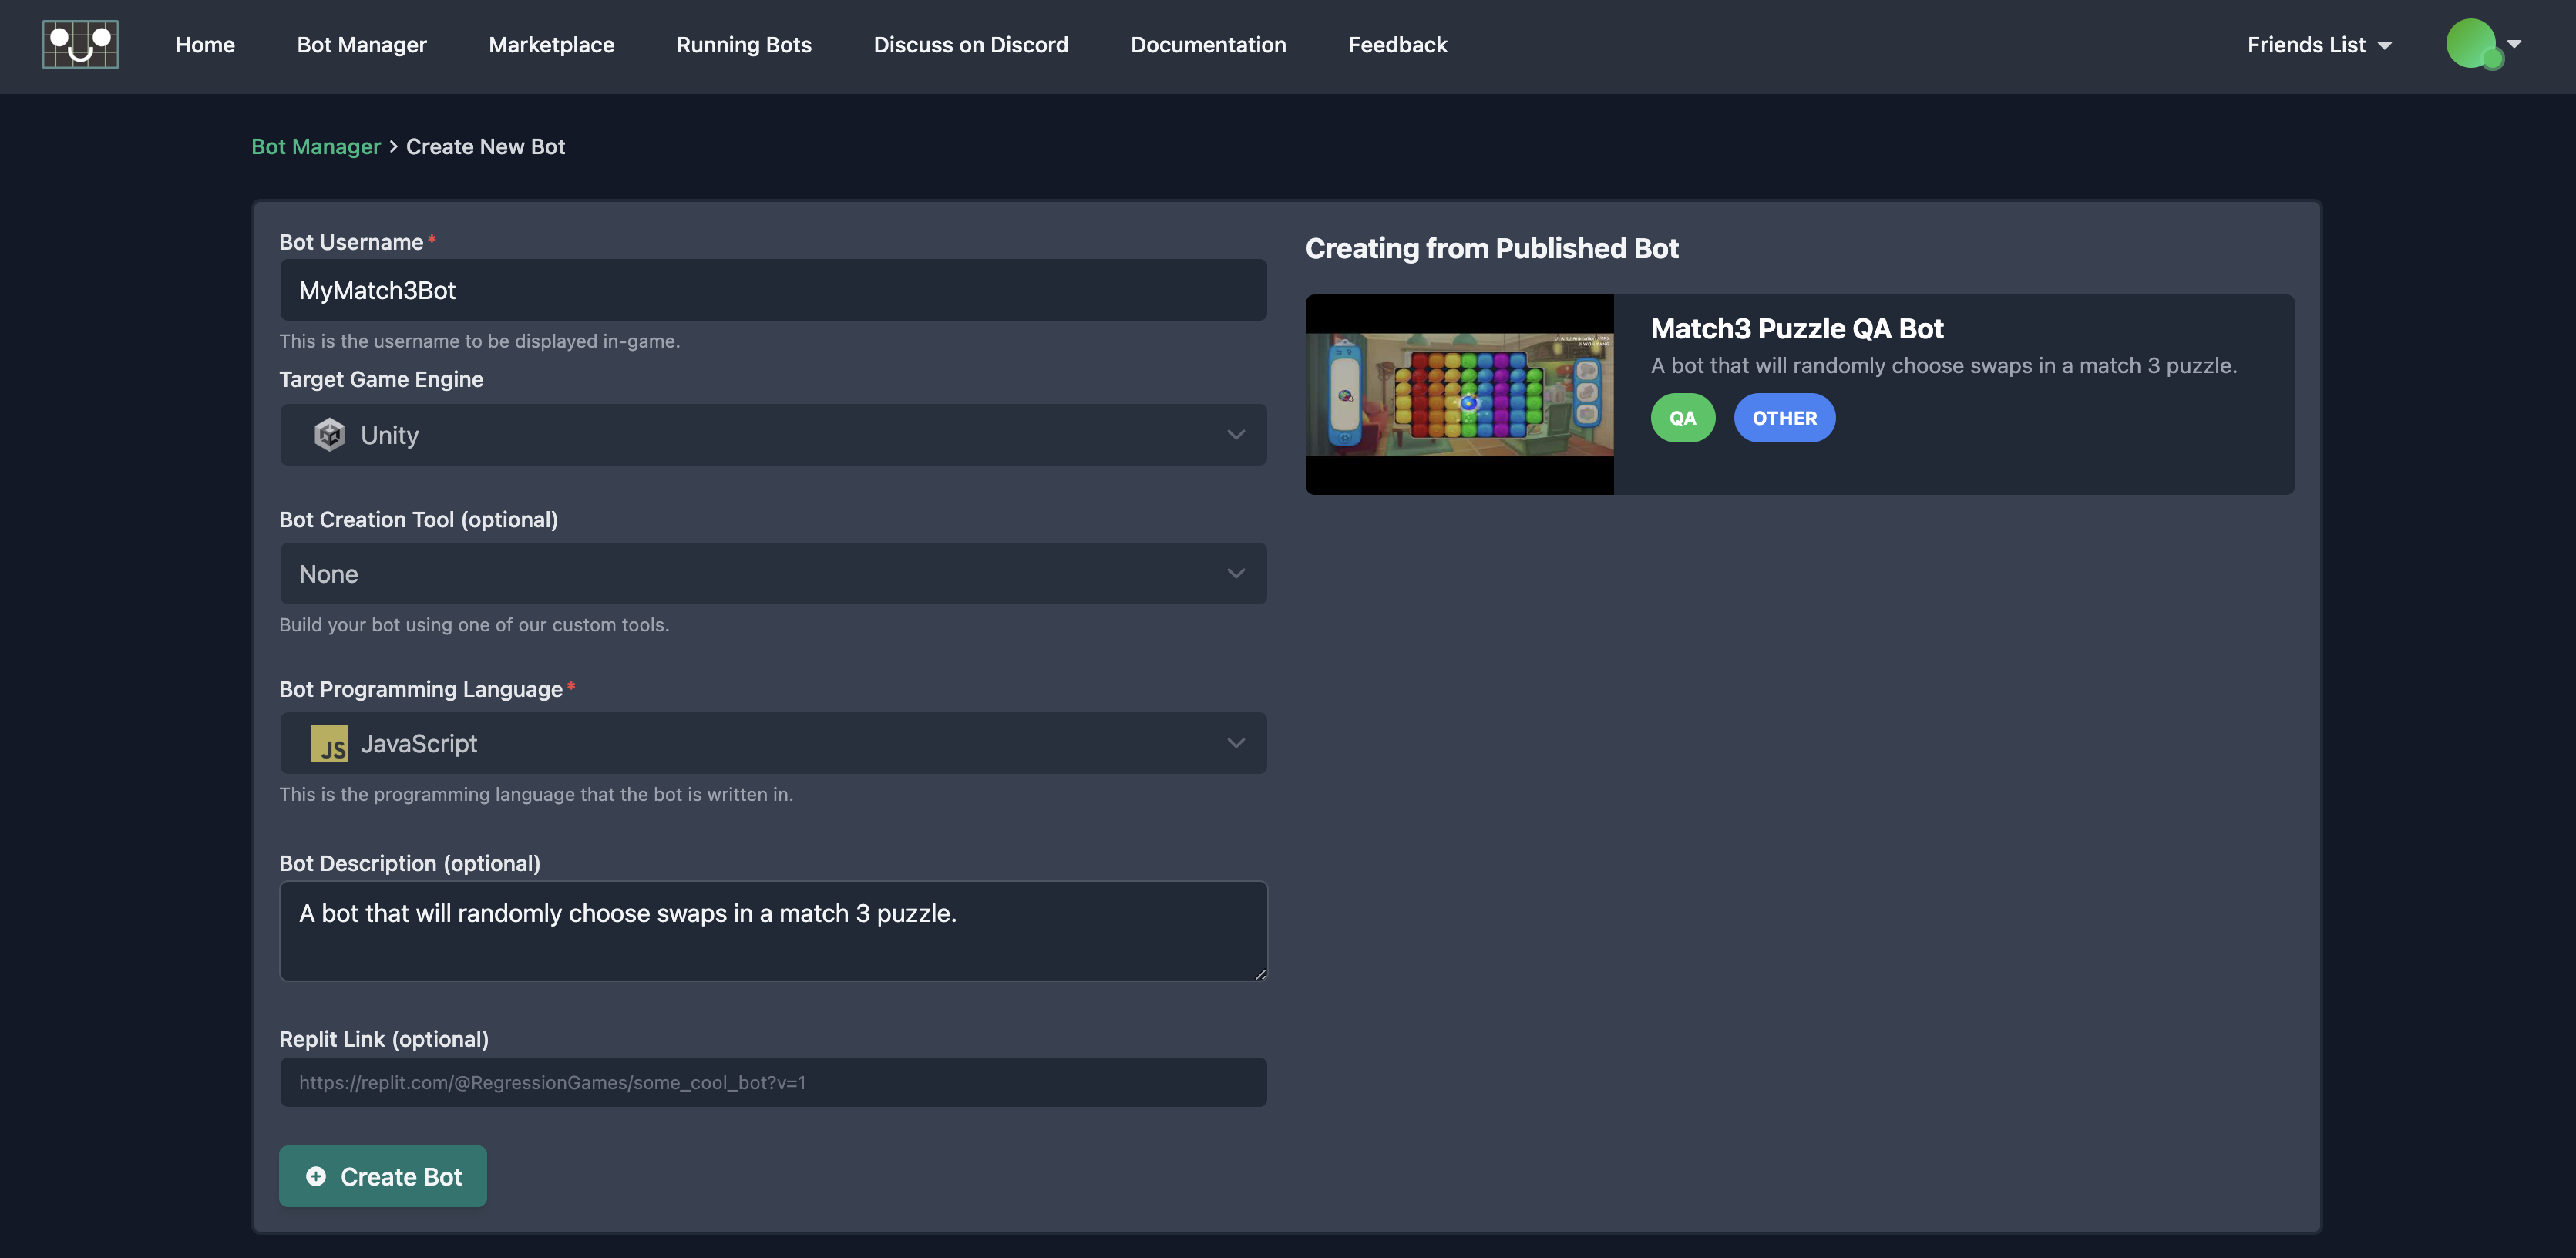 Home
Bot Manager
Marketplace
Running Bots
Discuss on Discord
Documentation
Feedback
Friends List
Bot Manager > Create New Bot
Bot Username*
MyMatch3Bot
This is the username to be displayed in-game.
Target Game Engine
Unity
Bot Creation Tool (optional)
None
Build your bot using one of our custom tools.
Bot Programming Language*
JS JavaScript
This is the programming language that the bot is written in.
Bot Description (optional)
A bot that will randomly choose swaps in a match 3 puzzle.
Replit Link (optional)
https://replit.com/@RegressionGames/some_cool_bot?v=1
Create Bot
Creating from Published Bot
Match3 Puzzle QA Bot
A bot that will randomly choose swaps in a match 3 puzzle.
QA
OTHER